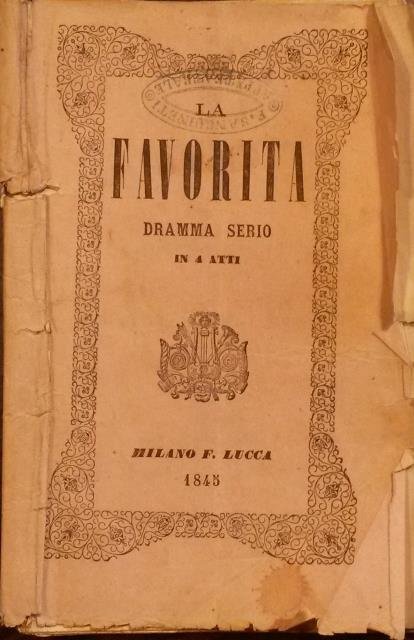 LA
FAVORITA
DRAMMA SERIO
IN 4 ATTI
MILANO F. LUCCA
1845